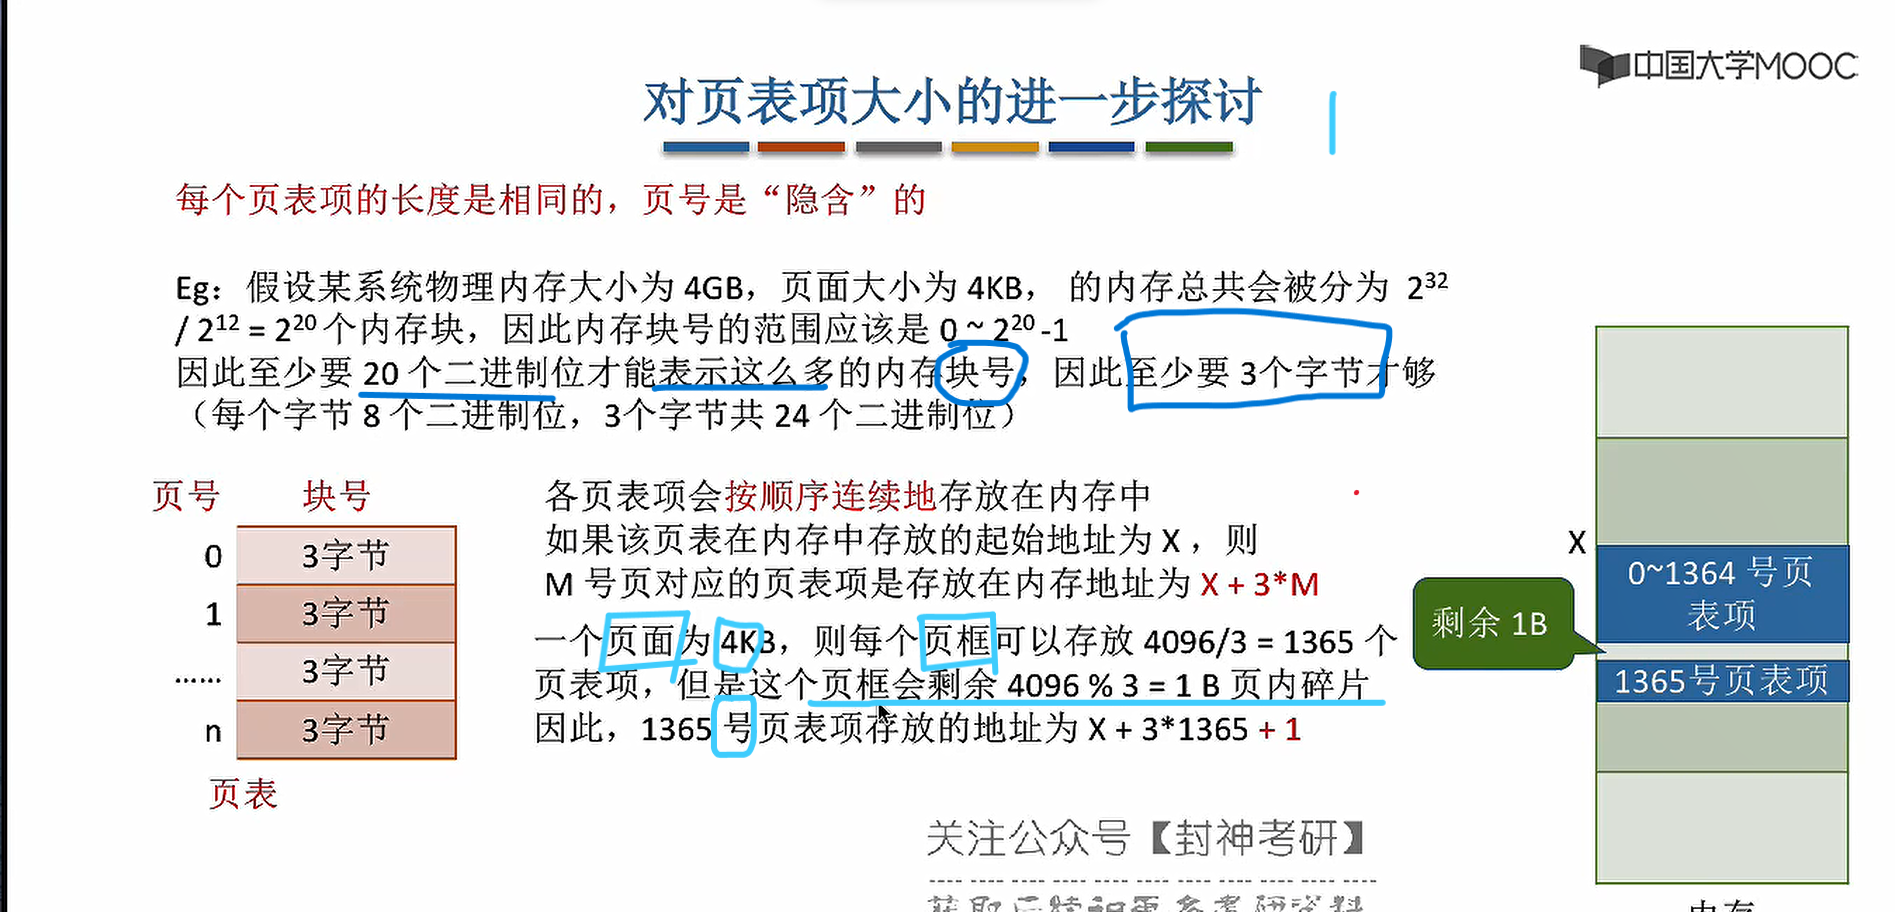 中国大学MOOC
对页表项大小的进一步探讨
每个页表项的长度是相同的，页号是“隐含”的
Eg：假设某系统物理内存大小为 4GB，页面大小为 4KB， 的内存总共会被分为 2³²
/ 2¹² = 2²⁰ 个内存块，因此内存块号的范围应该是 0 ~ 2²⁰ -1
因此至少要 20 个二进制位才能表示这么多的内存块号，因此至少要 3个字节才够
（每个字节 8 个二进制位，3个字节共 24 个二进制位）
页号 块号
0 3字节
1 3字节
...... 3字节
n 3字节
页表
各页表项会按顺序连续地存放在内存中
如果该页表在内存中存放的起始地址为 X ，则
M 号页对应的页表项是存放在内存地址为 X + 3*M
一个页面为 4KB，则每个页框可以存放 4096/3 = 1365 个
页表项，但是这个页框会剩余 4096 % 3 = 1 B 页内碎片
因此，1365 号页表项存放的地址为 X + 3*1365 + 1
X
0~1364 号页
表项
剩余 1B
1365号页表项
关注公众号【封神考研】